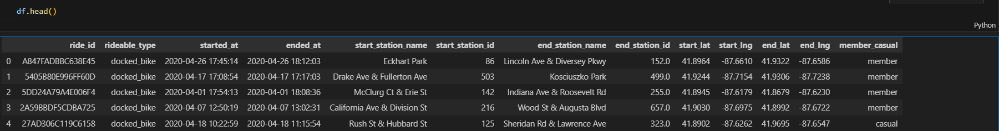 df.head()
Python
ride_id rideable_type started_at ended_at start_station_name start_station_id end_station_name end_station_id start_lat start_lng end_lat end_lng member_casual
0 A847FADBBC638E45 docked_bike 2020-04-26 17:45:14 2020-04-26 18:12:03 Eckhart Park 86 Lincoln Ave & Diversey Pkwy 152.0 41.8964 -87.6610 41.9322 -87.6586 member
1 5405B80E996FF60D docked_bike 2020-04-17 17:08:54 2020-04-17 17:17:03 Drake Ave & Fullerton Ave 503 Kosciuszko Park 499.0 41.9244 -87.7154 41.9306 -87.7238 member
2 5DD24A79A4E006F4 docked_bike 2020-04-01 17:54:13 2020-04-01 18:08:36 McClurg Ct & Erie St 142 Indiana Ave & Roosevelt Rd 255.0 41.8945 -87.6179 41.8679 -87.6230 member
3 2A59BBDF5CDBA725 docked_bike 2020-04-07 12:50:19 2020-04-07 13:02:31 California Ave & Division St 216 Wood St & Augusta Blvd 657.0 41.9030 -87.6975 41.8992 -87.6722 member
4 27AD306C119C6158 docked_bike 2020-04-18 10:22:59 2020-04-18 11:15:54 Rush St & Hubbard St 125 Sheridan Rd & Lawrence Ave 323.0 41.8902 -87.6262 41.9695 -87.6547 casual